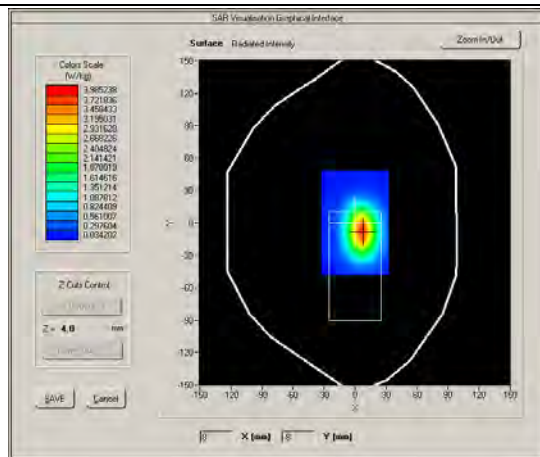 SAR Visualisation Graphical Interface
Surface Radiated Intensity
Zoom In/Out
Colors Scale
(W/kg)
3.985238
3.721836
3.458433
3.195031
2.931628
2.668226
2.404824
2.141421
1.878019
1.614616
1.351214
1.087812
0.824409
0.561007
0.297604
0.034202
Z Cuts Control
Z = 4.0 mm
SAVE Cancel
150
120
90
60
30
0
-30
-60
-90
-120
-150
Y
-150 -120 -90 -60 -30 0 30 60 90 120 150
X
X (mm) -8 Y (mm)